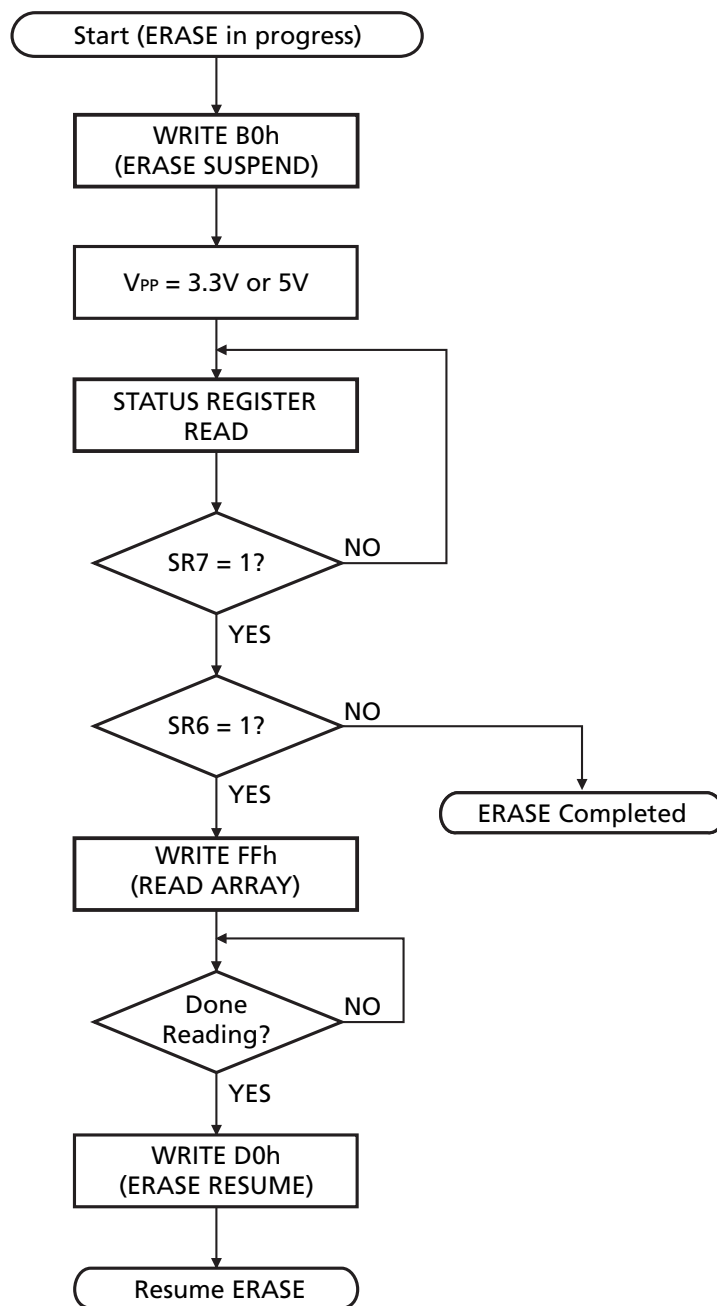 Start (ERASE in progress)
WRITE B0h
(ERASE SUSPEND)
VPP = 3.3V or 5V
STATUS REGISTER
READ
SR7 = 1?
NO
YES
SR6 = 1?
NO
YES
ERASE Completed
WRITE FFh
(READ ARRAY)
Done
Reading?
NO
YES
WRITE D0h
(ERASE RESUME)
Resume ERASE